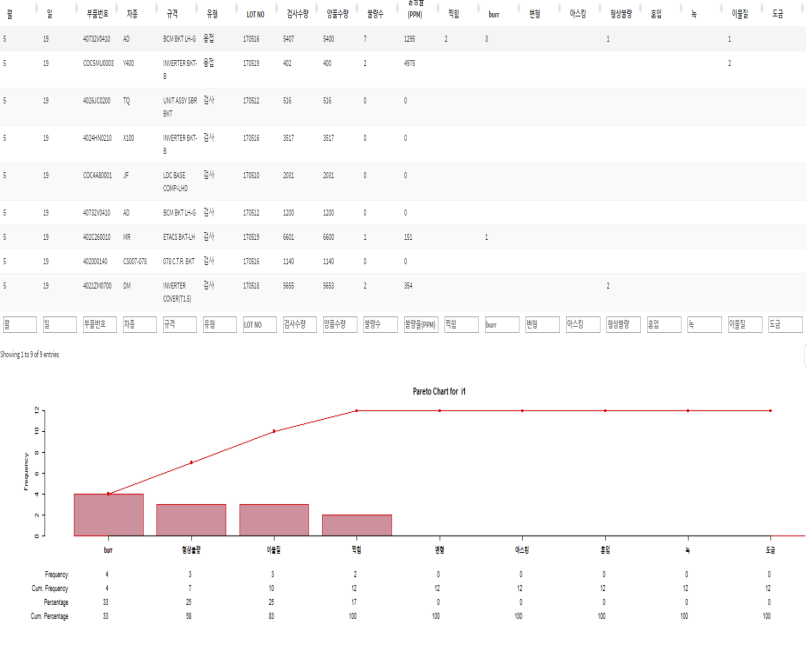 월 일 부품번호 차종 규격 유형 LOT NO 검사수량 양품수량 불량수 (PPM) 찍힘 burr 변형 아스킹 형상불량 혼입 녹 이물질 도금
5 19 40732V0410 AD BCM BKT LH-G 용접 170516 5407 5400 7 1295 2 3 1 1
5 19 COC5MU0003 Y400 INVERTER BKT-B 용접 170519 402 400 2 4975 2
5 19 4026JC0200 TQ UNIT ASSY SBR BKT 검사 170512 516 516 0 0
5 19 4024HN0210 X100 INVERTER BKT-B 검사 170516 3517 3517 0 0
5 19 COC4A80001 JF LDC BASE COMP-LHD 검사 170510 2031 2031 0 0
5 19 40732V0410 AD BCM BKT LH-G 검사 170512 1200 1200 0 0
5 19 402C260010 MR ETACS BKT-LH 검사 170519 6601 6600 1 151 1
5 19 402000140 CS007-078 078 C.T.R. BKT 검사 170516 1140 1140 0 0
5 19 4021ZM0700 DM INVERTER COVER(T1.5) 검사 170518 5655 5653 2 354 2
월 일 부품번호 차종 규격 유형 LOT NO 검사수량 양품수량 불량수 불량율(PPM) 찍힘 burr 변형 아스킹 형상불량 혼입 녹 이물질 도금
Showing 1 to 9 of 9 entries
Pareto Chart for i1
Frequency
12
10
8
6
4
2
0
burr 형상불량 이물질 찍힘 변형 아스킹 혼입 녹 도금
Frequency 4 3 3 2 0 0 0 0 0
Cum. Frequency 4 7 10 12 12 12 12 12 12
Percentage 33 25 25 17 0 0 0 0 0
Cum. Percentage 33 58 83 100 100 100 100 100 100